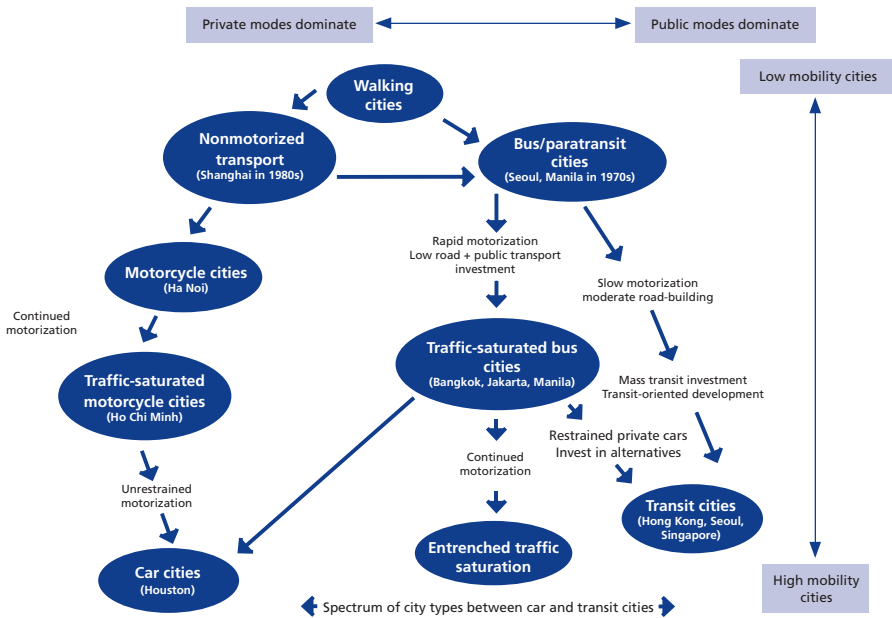 Private modes dominate
Public modes dominate
Low mobility cities
Walking
cities
Nonmotorized
transport
(Shanghai in 1980s)
Bus/paratransit
cities
(Seoul, Manila in 1970s)
Rapid motorization
Low road + public transport
investment
Slow motorization
moderate road-building
Motorcycle cities
(Ha Noi)
Continued
motorization
Traffic-saturated bus
cities
(Bangkok, Jakarta, Manila)
Traffic-saturated
motorcycle cities
(Ho Chi Minh)
Mass transit investment
Transit-oriented development
Restrained private cars
Invest in alternatives
Continued
motorization
Unrestrained
motorization
Transit cities
(Hong Kong, Seoul,
Singapore)
Entrenched traffic
saturation
Car cities
(Houston)
High mobility
cities
Spectrum of city types between car and transit cities